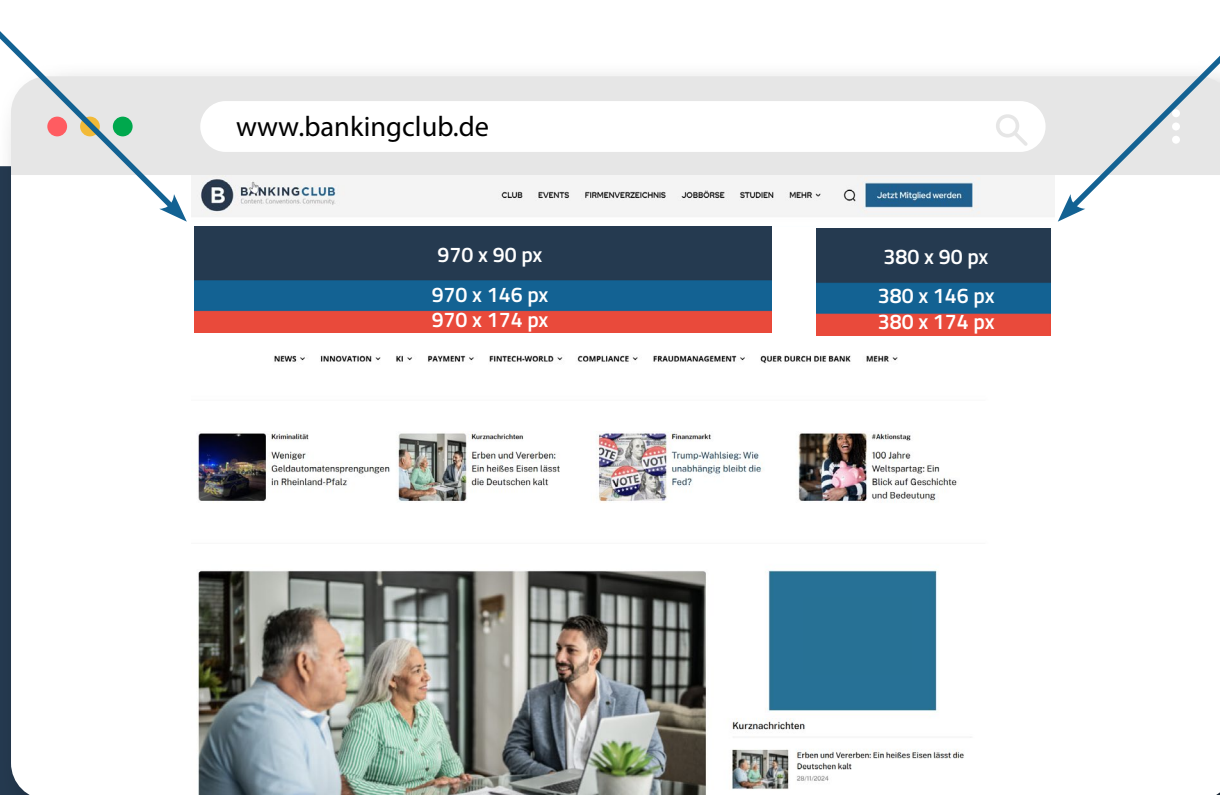 www.bankingclub.de
B BANKINGCLUB
Content. Conventions. Community.
CLUB EVENTS FIRMENVERZEICHNIS JOBBÖRSE STUDIEN MEHR Jetzt Mitglied werden
970 x 90 px
970 x 146 px
970 x 174 px
380 x 90 px
380 x 146 px
380 x 174 px
NEWS INNOVATION KI PAYMENT FINTECH-WORLD COMPLIANCE FRAUDMANAGEMENT QUER DURCH DIE BANK MEHR
Kriminalität
Weniger
Geldautomatensprengungen
in Rheinland-Pfalz
Kurznachrichten
Erben und Vererben:
Ein heißes Eisen lässt
die Deutschen kalt
VOTE
VOTE
Finanzmarkt
Trump-Wahlsieg: Wie
unabhängig bleibt die
Fed?
#Aktionstag
100 Jahre
Weltspartag: Ein
Blick auf Geschichte
und Bedeutung
Kurznachrichten
Erben und Vererben: Ein heißes Eisen lässt die
Deutschen kalt
28/11/2024